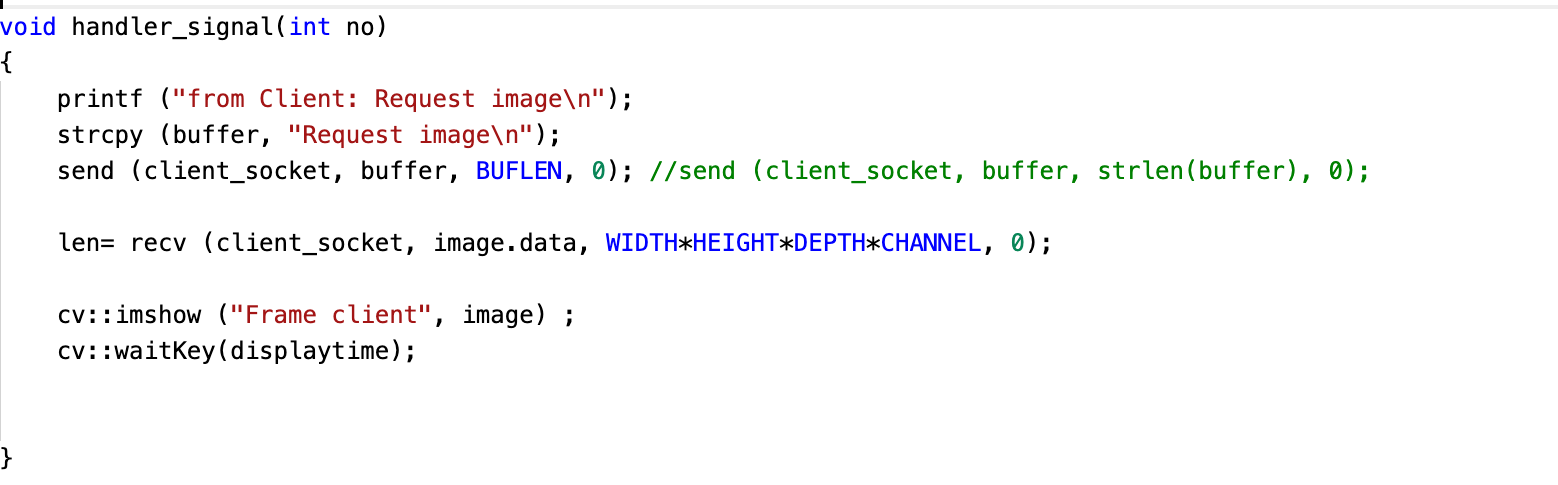 void handler_signal(int no)
{
printf ("from Client: Request image\n");
strcpy (buffer, "Request image\n");
send (client_socket, buffer, BUFLEN, 0); //send (client_socket, buffer, strlen(buffer), 0);
len= recv (client_socket, image.data, WIDTH*HEIGHT*DEPTH*CHANNEL, 0);
cv::imshow ("Frame client", image) ;
cv::waitKey(displaytime);
}